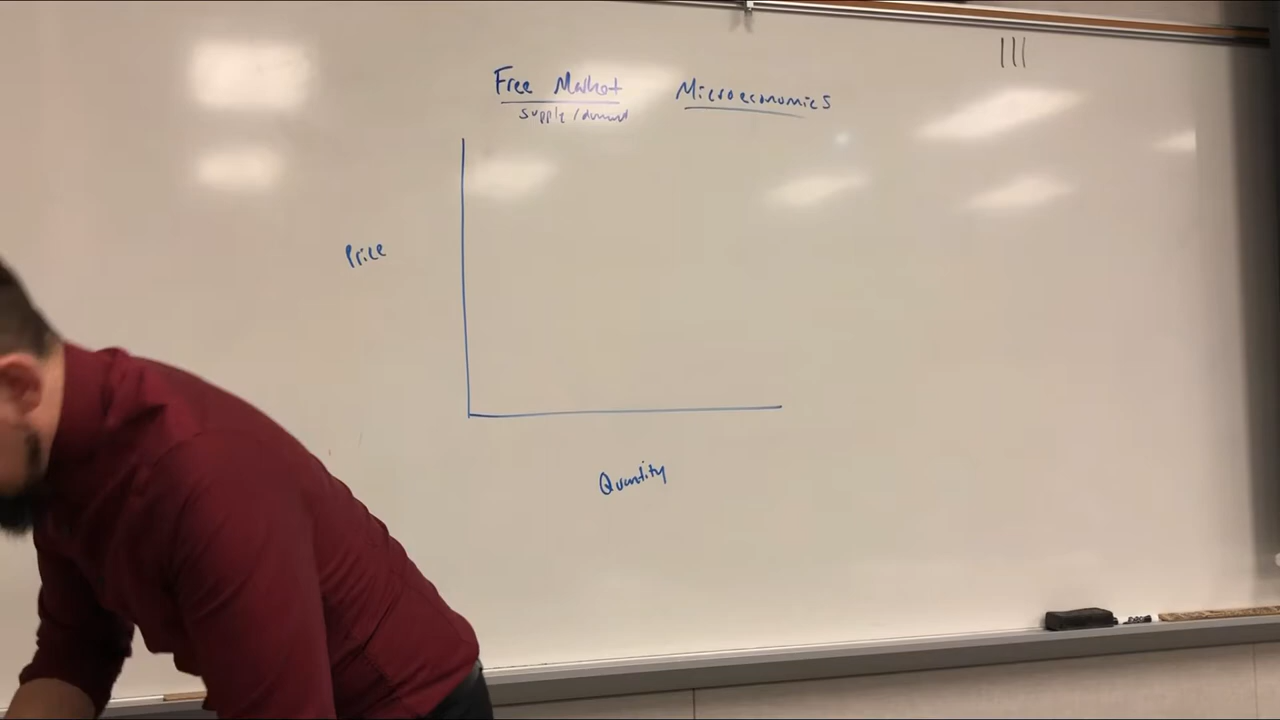 Free Market Microeconomics
supply/demand
Price
Quantity